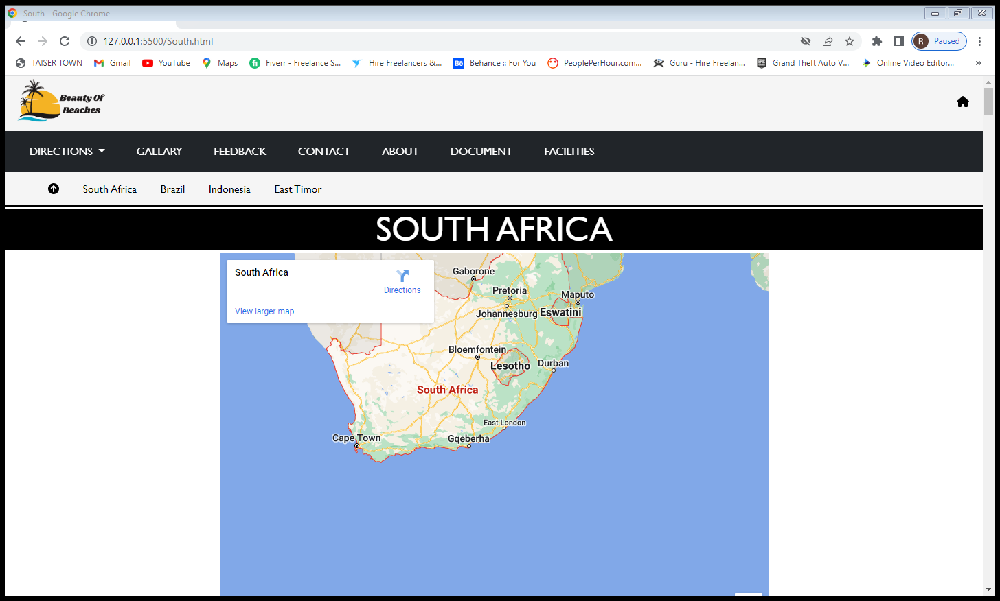 South - Google Chrome
127.0.0.1:5500/South.html
R Paused
TAISER TOWN Gmail YouTube Maps Fiverr - Freelance S... Hire Freelancers &... Behance :: For You PeoplePerHour.com... Guru - Hire Freelan... Grand Theft Auto V... Online Video Editor... »
Beauty Of
Beaches
DIRECTIONS GALLARY FEEDBACK CONTACT ABOUT DOCUMENT FACILITIES
South Africa Brazil Indonesia East Timor
SOUTH AFRICA
South Africa
Directions
View larger map
Gaborone
Pretoria
Maputo
Johannesburg
Eswatini
Bloemfontein
Lesotho
Durban
South Africa
East London
Cape Town
Gqeberha